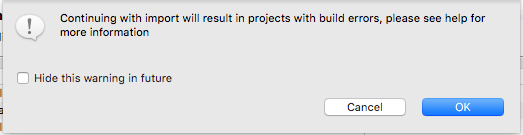 Continuing with import will result in projects with build errors, please see help for
more information
Hide this warning in future
Cancel
OK